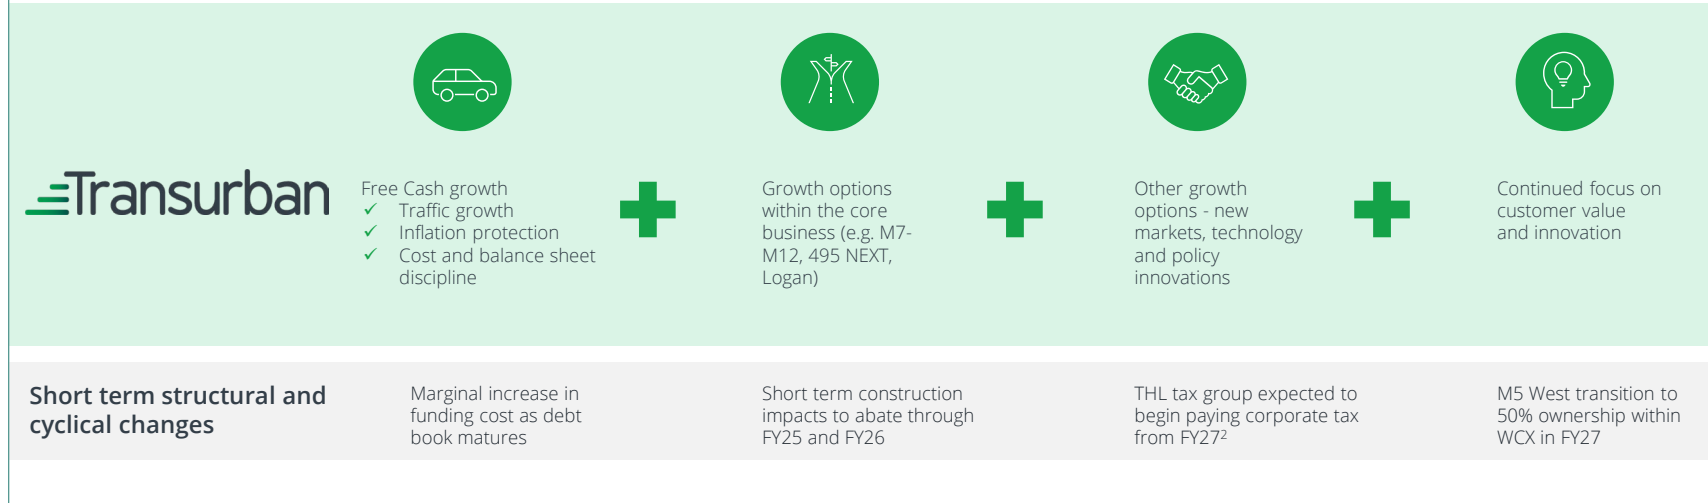 Transurban
Free Cash growth
✓ Traffic growth
✓ Inflation protection
✓ Cost and balance sheet
discipline
Growth options
within the core
business (e.g. M7-
M12, 495 NEXT,
Logan)
Other growth
options - new
markets, technology
and policy
innovations
Continued focus on
customer value
and innovation
Short term structural and
cyclical changes
Marginal increase in
funding cost as debt
book matures
Short term construction
impacts to abate through
FY25 and FY26
THL tax group expected to
begin paying corporate tax
from FY27²
M5 West transition to
50% ownership within
WCX in FY27